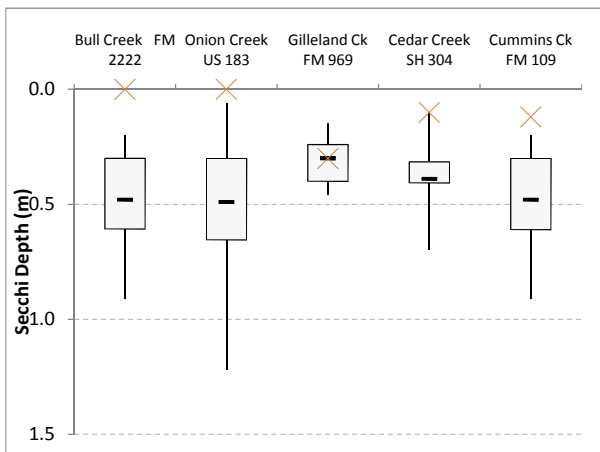 Bull Creek FM Onion Creek Gilleland Ck Cedar Creek Cummins Ck
2222 US 183 FM 969 SH 304 FM 109
0.0
0.5
1.0
1.5
Secchi Depth (m)